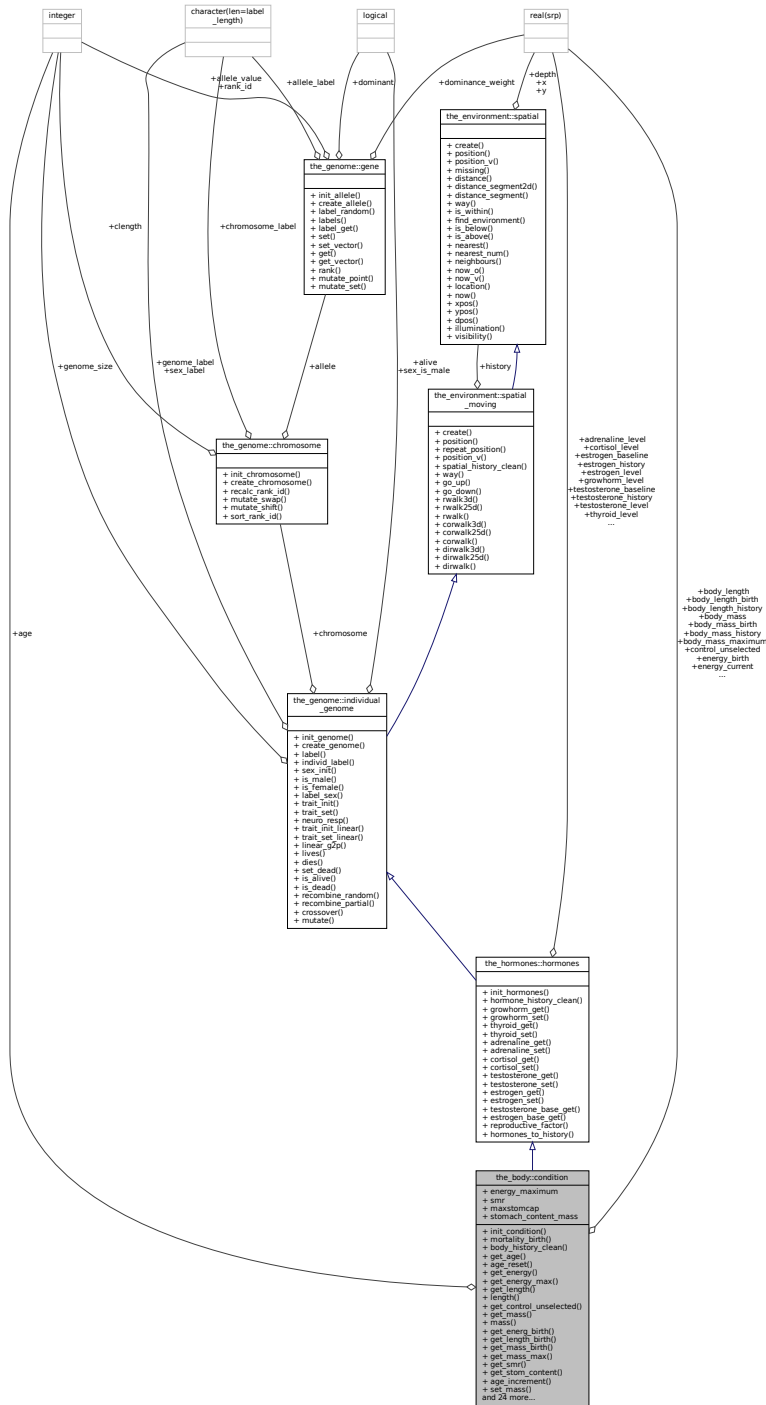 integer
character(len=label
_length)
logical
real(srp)
+allele_value
+rank_id
+allele_label
+dominant
+dominance_weight
+depth
+x
+y
the_environment::spatial
+ create()
+ position()
+ position_v()
+ missing()
+ distance()
+ distance_segment2d()
+ distance_segment()
+ way()
+ is_within()
+ find_environment()
+ is_below()
+ is_above()
+ nearest()
+ nearest_num()
+ neighbours()
+ now_o()
+ now_v()
+ location()
+ now()
+ xpos()
+ ypos()
+ dpos()
+ illumination()
+ visibility()
the_genome::gene
+ init_allele()
+ create_allele()
+ label_random()
+ labels()
+ label_get()
+ set()
+ set_vector()
+ get()
+ get_vector()
+ rank()
+ mutate_point()
+ mutate_set()
+clength
+chromosome_label
+genome_size
+genome_label
+sex_label
+allele
+alive
+sex_is_male
+history
the_environment::spatial
_moving
+ create()
+ position()
+ repeat_position()
+ position_v()
+ spatial_history_clean()
+ way()
+ go_up()
+ go_down()
+ rwalk3d()
+ rwalk25d()
+ rwalk()
+ corwalk3d()
+ corwalk25d()
+ corwalk()
+ dirwalk3d()
+ dirwalk25d()
+ dirwalk()
the_genome::chromosome
+ init_chromosome()
+ create_chromosome()
+ recalc_rank_id()
+ mutate_swap()
+ mutate_shift()
+ sort_rank_id()
+adrenaline_level
+cortisol_level
+estrogen_baseline
+estrogen_history
+estrogen_level
+growhorm_level
+testosterone_baseline
+testosterone_history
+testosterone_level
+thyroid_level
...
+body_length
+body_length_birth
+body_length_history
+body_mass
+body_mass_birth
+body_mass_history
+body_mass_maximum
+control_unselected
+energy_birth
+energy_current
...
+age
+chromosome
the_genome::individual
_genome
+ init_genome()
+ create_genome()
+ label()
+ individ_label()
+ sex_init()
+ is_male()
+ is_female()
+ label_sex()
+ trait_init()
+ trait_set()
+ neuro_resp()
+ trait_init_linear()
+ trait_set_linear()
+ linear_g2p()
+ lives()
+ dies()
+ set_dead()
+ is_alive()
+ is_dead()
+ recombine_random()
+ recombine_partial()
+ crossover()
+ mutate()
the_hormones::hormones
+ init_hormones()
+ hormone_history_clean()
+ growhorm_get()
+ growhorm_set()
+ thyroid_get()
+ thyroid_set()
+ adrenaline_get()
+ adrenaline_set()
+ cortisol_get()
+ cortisol_set()
+ testosterone_get()
+ testosterone_set()
+ estrogen_get()
+ estrogen_set()
+ testosterone_base_get()
+ estrogen_base_get()
+ reproductive_factor()
+ hormones_to_history()
the_body::condition
+ energy_maximum
+ smr
+ maxstomcap
+ stomach_content_mass
+ init_condition()
+ mortality_birth()
+ body_history_clean()
+ get_age()
+ age_reset()
+ get_energy()
+ get_energy_max()
+ get_length()
+ length()
+ get_control_unselected()
+ get_mass()
+ mass()
+ get_energ_birth()
+ get_length_birth()
+ get_mass_birth()
+ get_mass_max()
+ get_smr()
+ get_stom_content()
+ age_increment()
+ set_mass()
and 24 more...